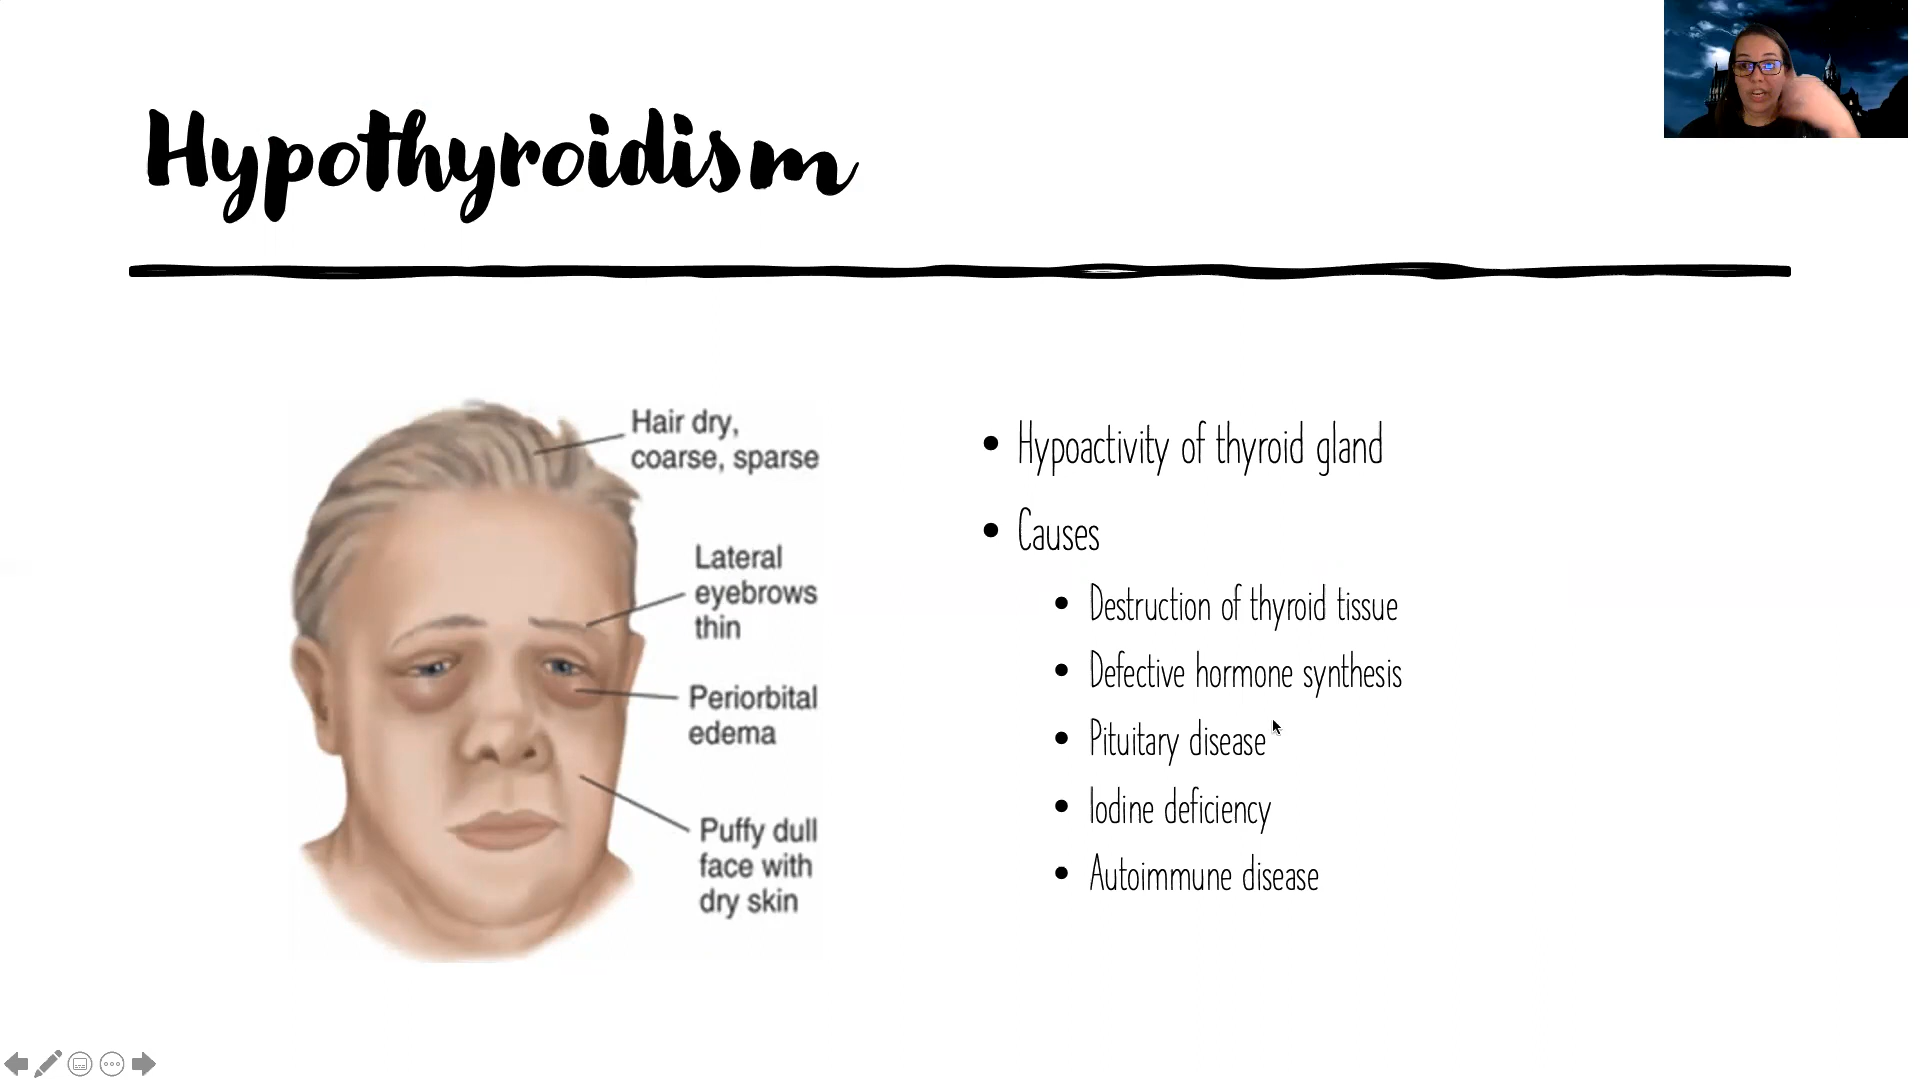 Hypothyroidism
Hair dry,
coarse, sparse
Lateral
eyebrows
thin
Periorbital
edema
Puffy dull
face with
dry skin
Hypoactivity of thyroid gland
Causes
Destruction of thyroid tissue
Defective hormone synthesis
Pituitary disease
Iodine deficiency
Autoimmune disease